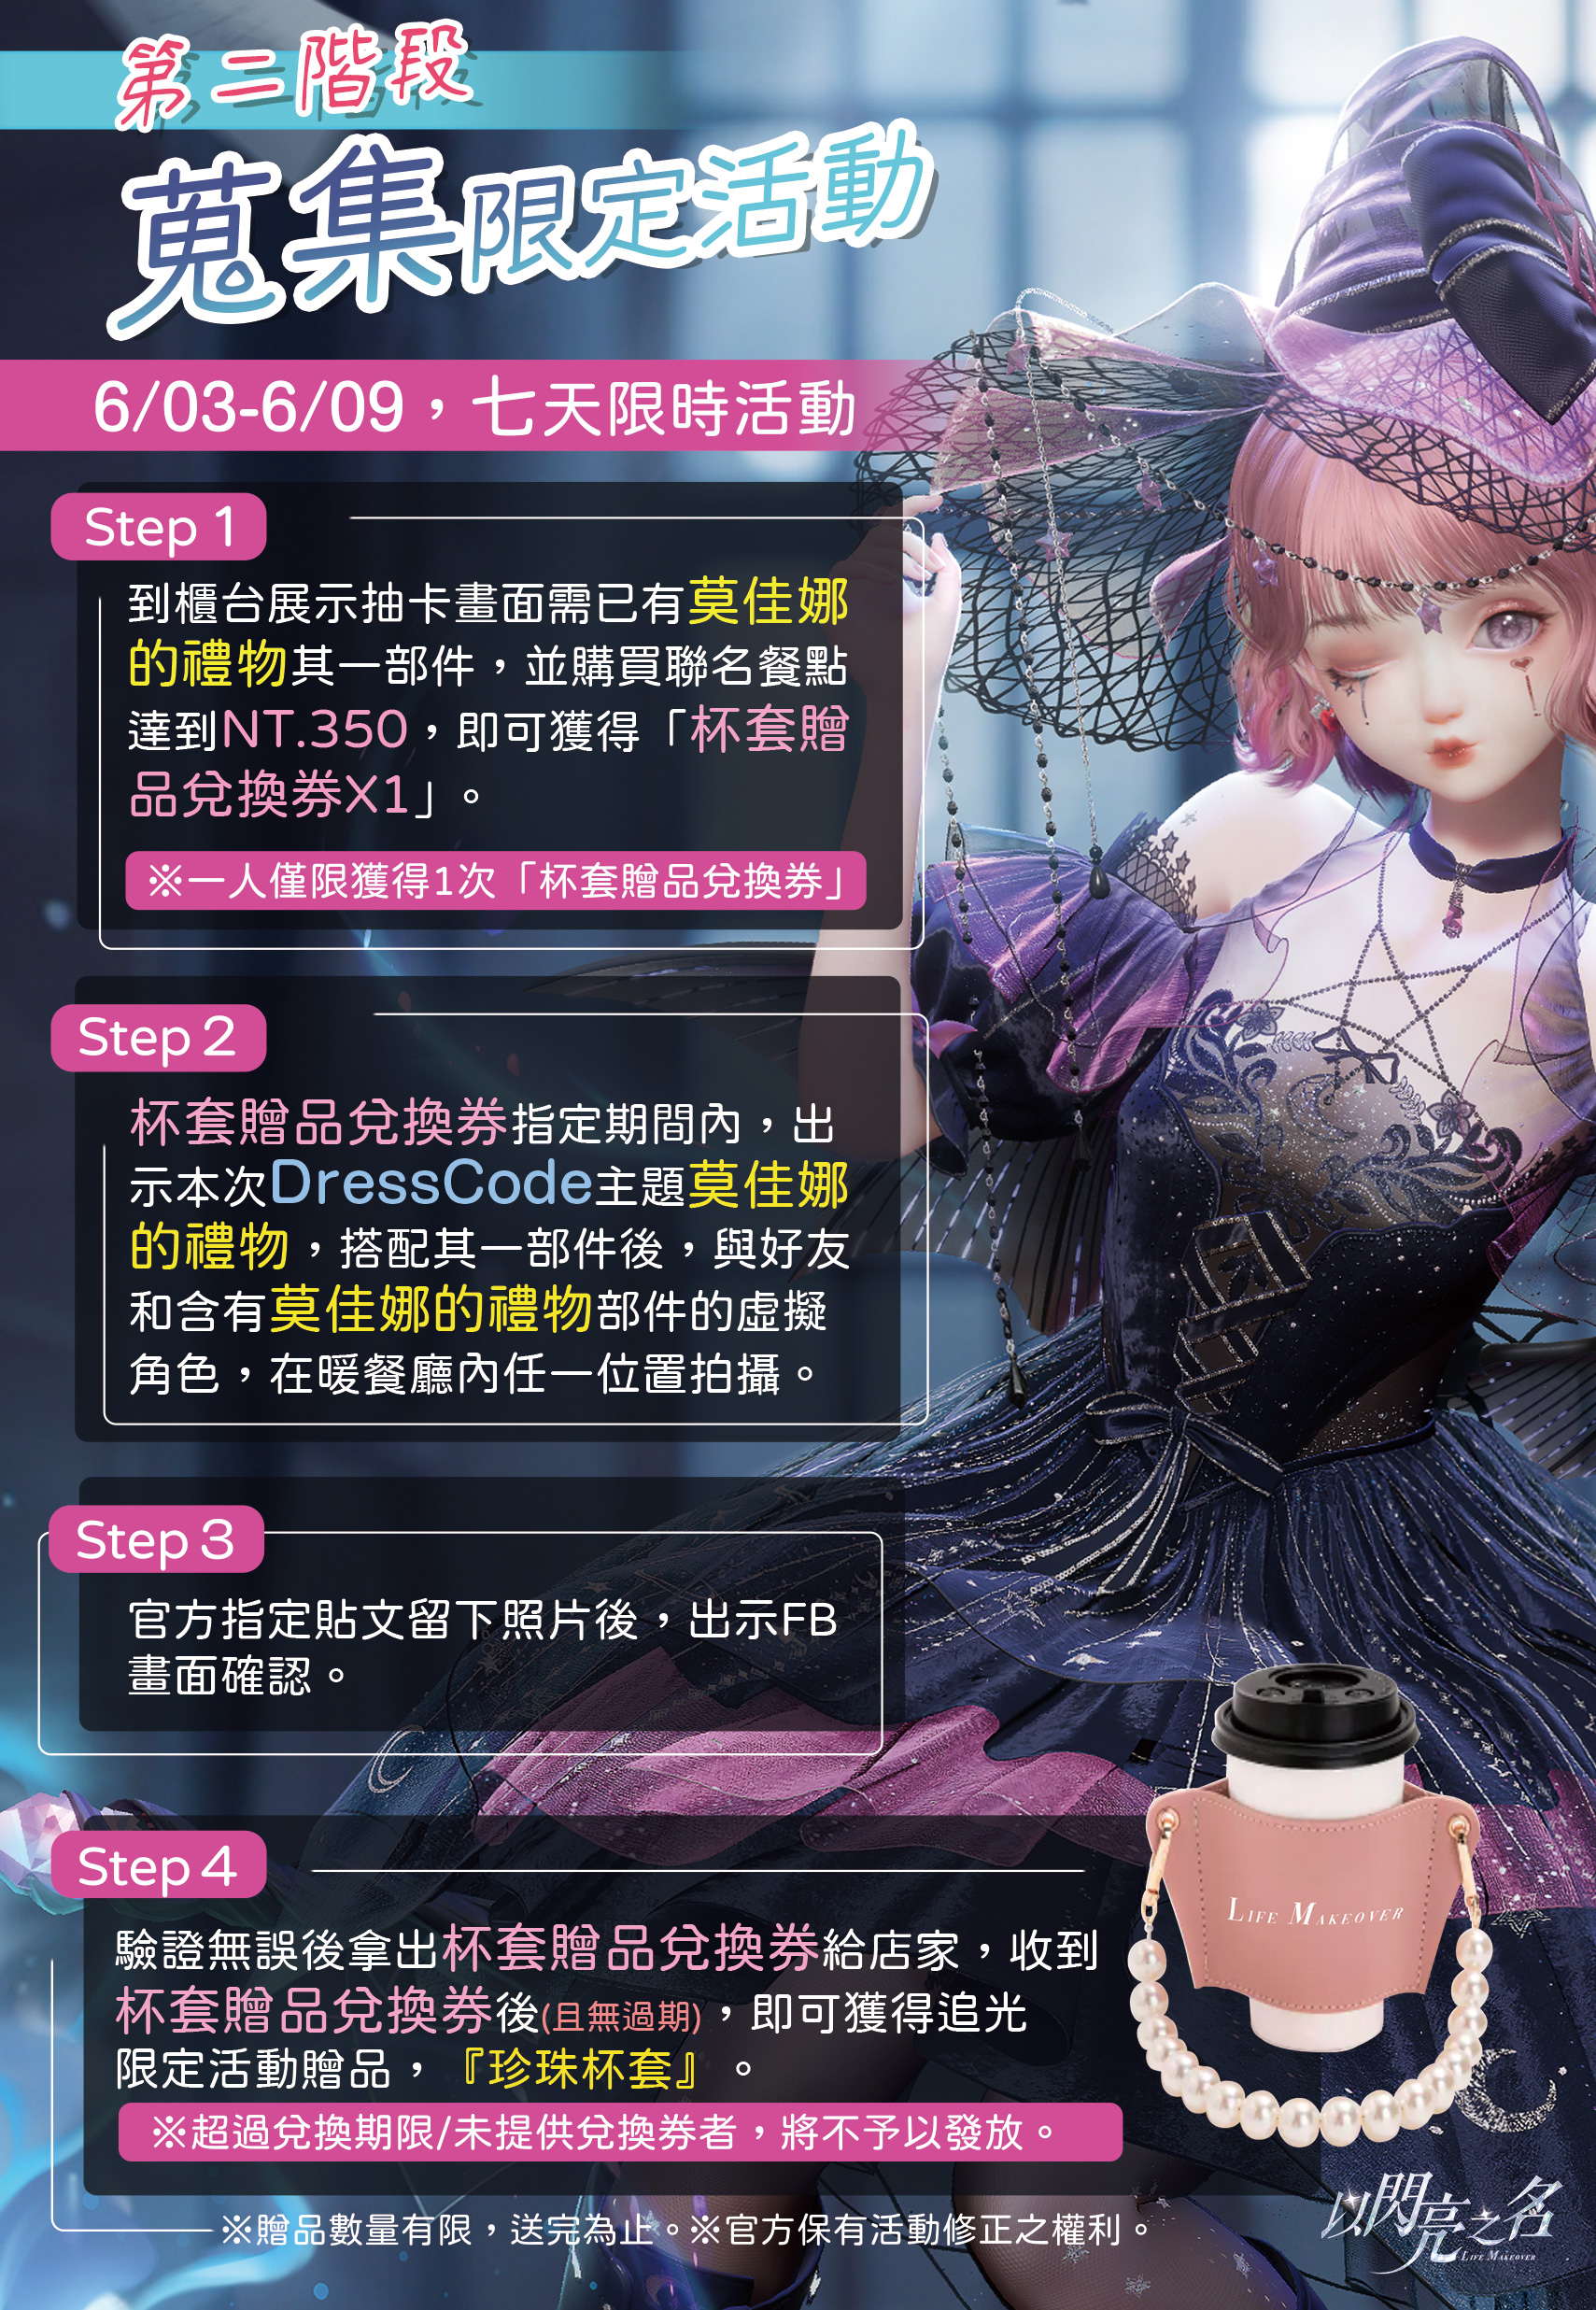 第二階段
蒐集限定活動
6/03-6/09，七天限時活動
Step 1
到櫃台展示抽卡畫面需已有莫佳娜
的禮物其一部件，並購買聯名餐點
達到NT.350，即可獲得「杯套贈
品兌換券X1」。
※一人僅限獲得1次「杯套贈品兌換券」
Step 2
杯套贈品兌換券指定期間內，出
示本次DressCode主題莫佳娜
的禮物，搭配其一部件後，與好友
和含有莫佳娜的禮物部件的虛擬
角色，在暖餐廳內任一位置拍攝。
Step 3
官方指定貼文留下照片後，出示FB
畫面確認。
Step 4
驗證無誤後拿出杯套贈品兌換券給店家，收到
杯套贈品兌換券後(且無過期)，即可獲得追光
限定活動贈品，『珍珠杯套』。
LIFE MAKEOVER
※超過兌換期限/未提供兌換券者，將不予以發放。
※贈品數量有限，送完為止。※官方保有活動修正之權利。
以閃亮之名
LIFE MAKEOVER